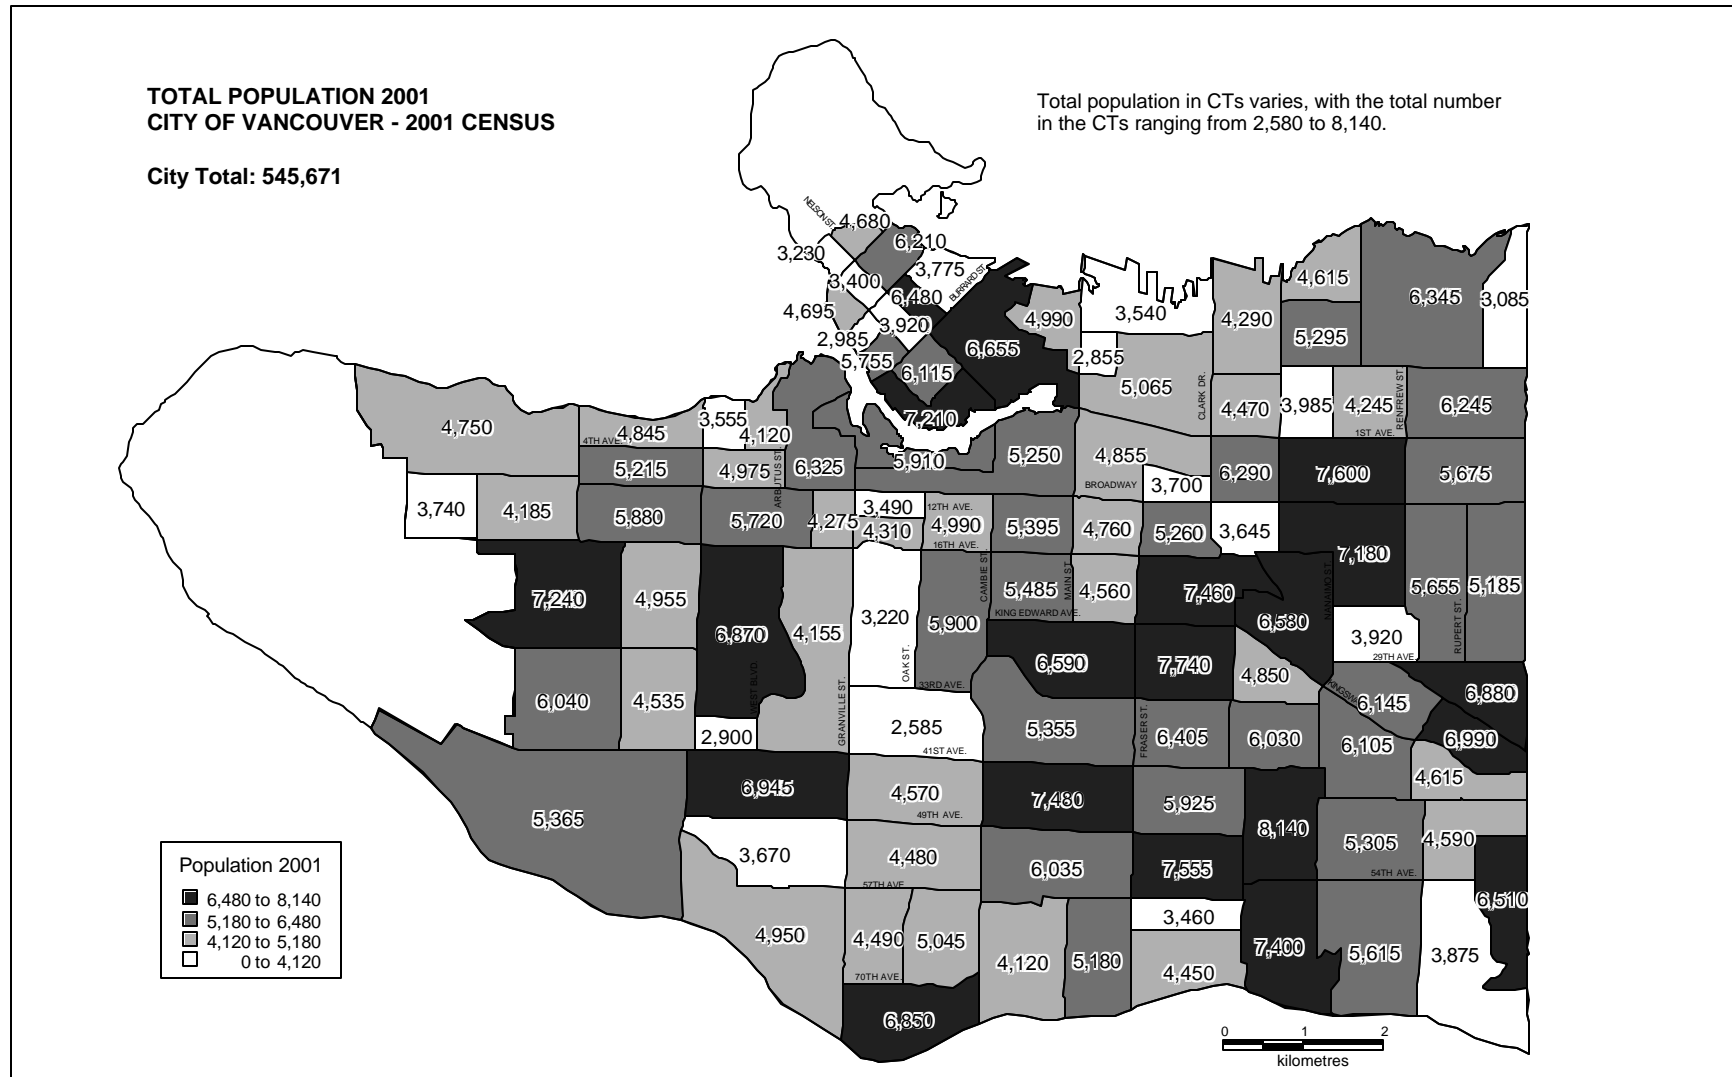 TOTAL POPULATION 2001
CITY OF VANCOUVER - 2001 CENSUS
City Total: 545,671
Total population in CTs varies, with the total number
in the CTs ranging from 2,580 to 8,140.
NELSON ST.
4,680
6,210
3,230
3,775
3,400
BURRARD ST.
6,480
4,695
3,920
2,985
5,755
6,655
6,115
7,210
4,990
3,540
2,855
5,065
CLARK DR.
4,290
4,615
6,345
3,085
5,295
4,470
3,985
4,245
RENFREW ST.
1ST AVE.
6,245
4,750
4TH AVE.
4,845
3,555
4,120
5,215
4,975
ARBUTUS ST.
6,325
5,910
5,250
4,855
BROADWAY
3,700
6,290
7,600
5,675
3,740
4,185
5,880
5,720
4,275
3,490
4,310
12TH AVE.
4,990
16TH AVE.
5,395
4,760
5,260
3,645
7,180
7,240
4,955
6,870
4,155
3,220
OAK ST.
5,900
CAMBIE ST.
5,485
MAIN ST.
KING EDWARD AVE.
4,560
7,460
6,580
NANAIMO ST.
3,920
29TH AVE.
5,655
RUPERT ST.
5,185
6,040
4,535
WEST BLVD.
2,900
GRANVILLE ST.
33RD AVE.
2,585
41ST AVE.
6,590
7,740
4,850
5,355
FRASER ST.
6,405
6,030
6,145
6,880
6,105
6,990
4,615
5,365
6,945
4,570
49TH AVE.
7,480
5,925
8,140
5,305
54TH AVE.
4,590
3,670
4,480
57TH AVE
6,035
7,555
6,510
4,950
4,490
5,045
70TH AVE.
4,120
5,180
3,460
4,450
7,400
5,615
3,875
6,850
Population 2001
6,480 to 8,140
5,180 to 6,480
4,120 to 5,180
0 to 4,120
0 1 2
kilometres